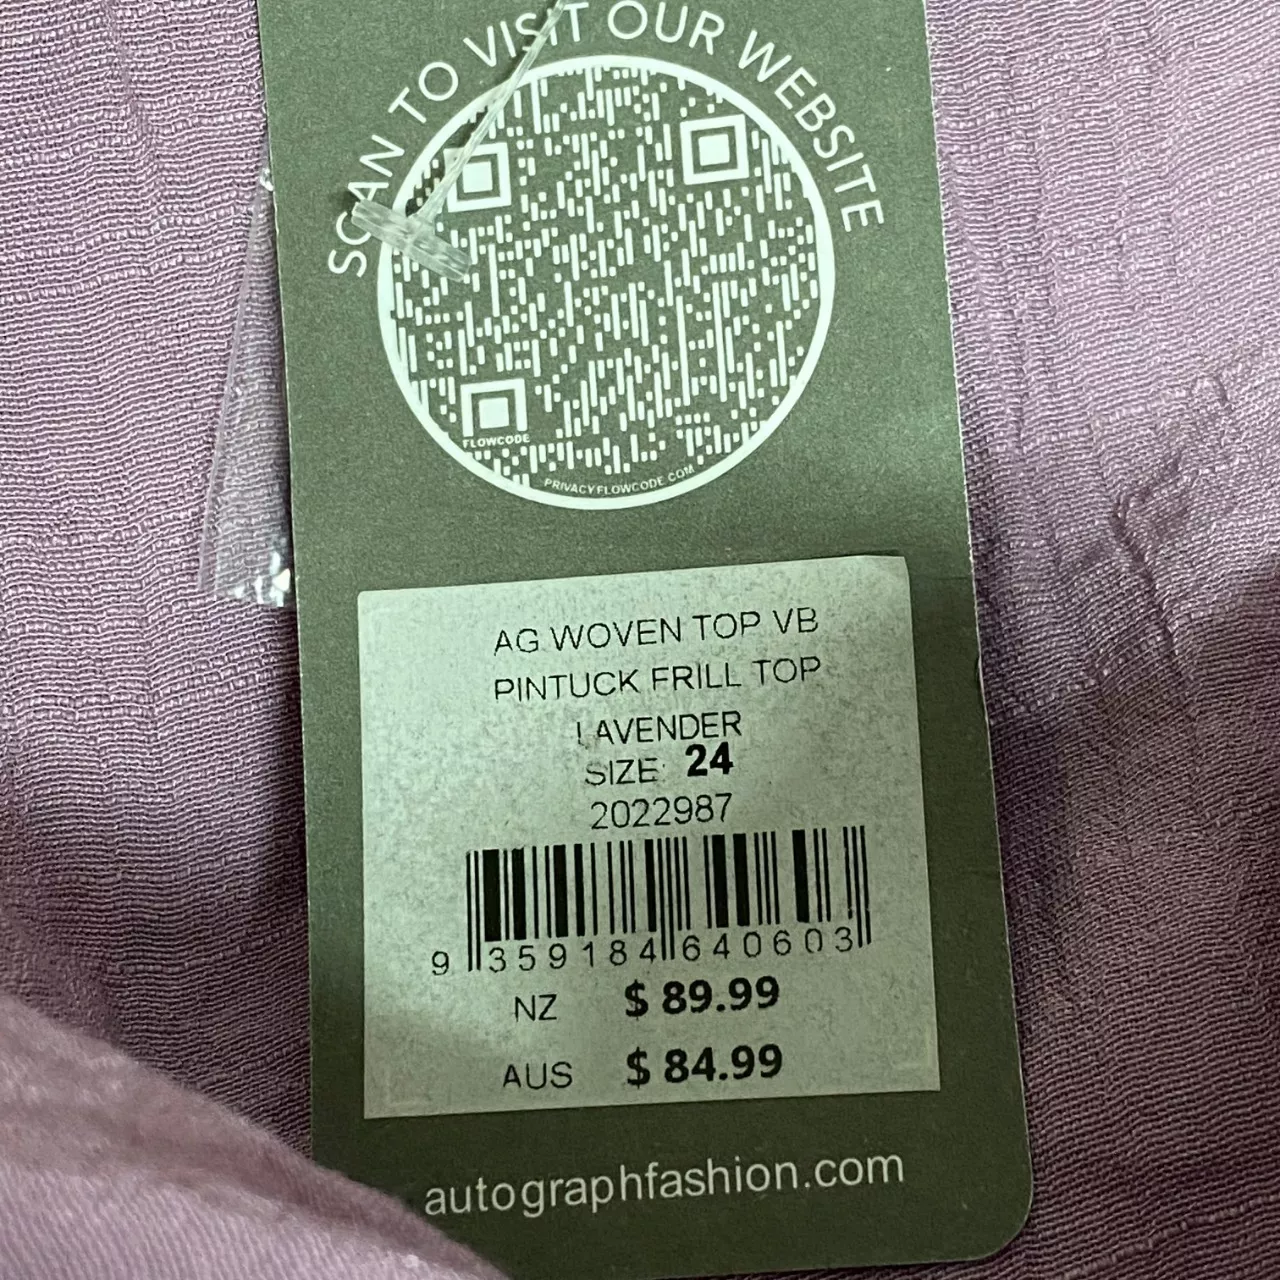 SCAN TO VISIT OUR WEBSITE
FLOWCODE
PRIVACY.FLOWCODE.COM
AG WOVEN TOP VB
PINTUCK FRILL TOP
LAVENDER
SIZE: 24
2022987
9 359184 640603
NZ $ 89.99
AUS $ 84.99
autographfashion.com